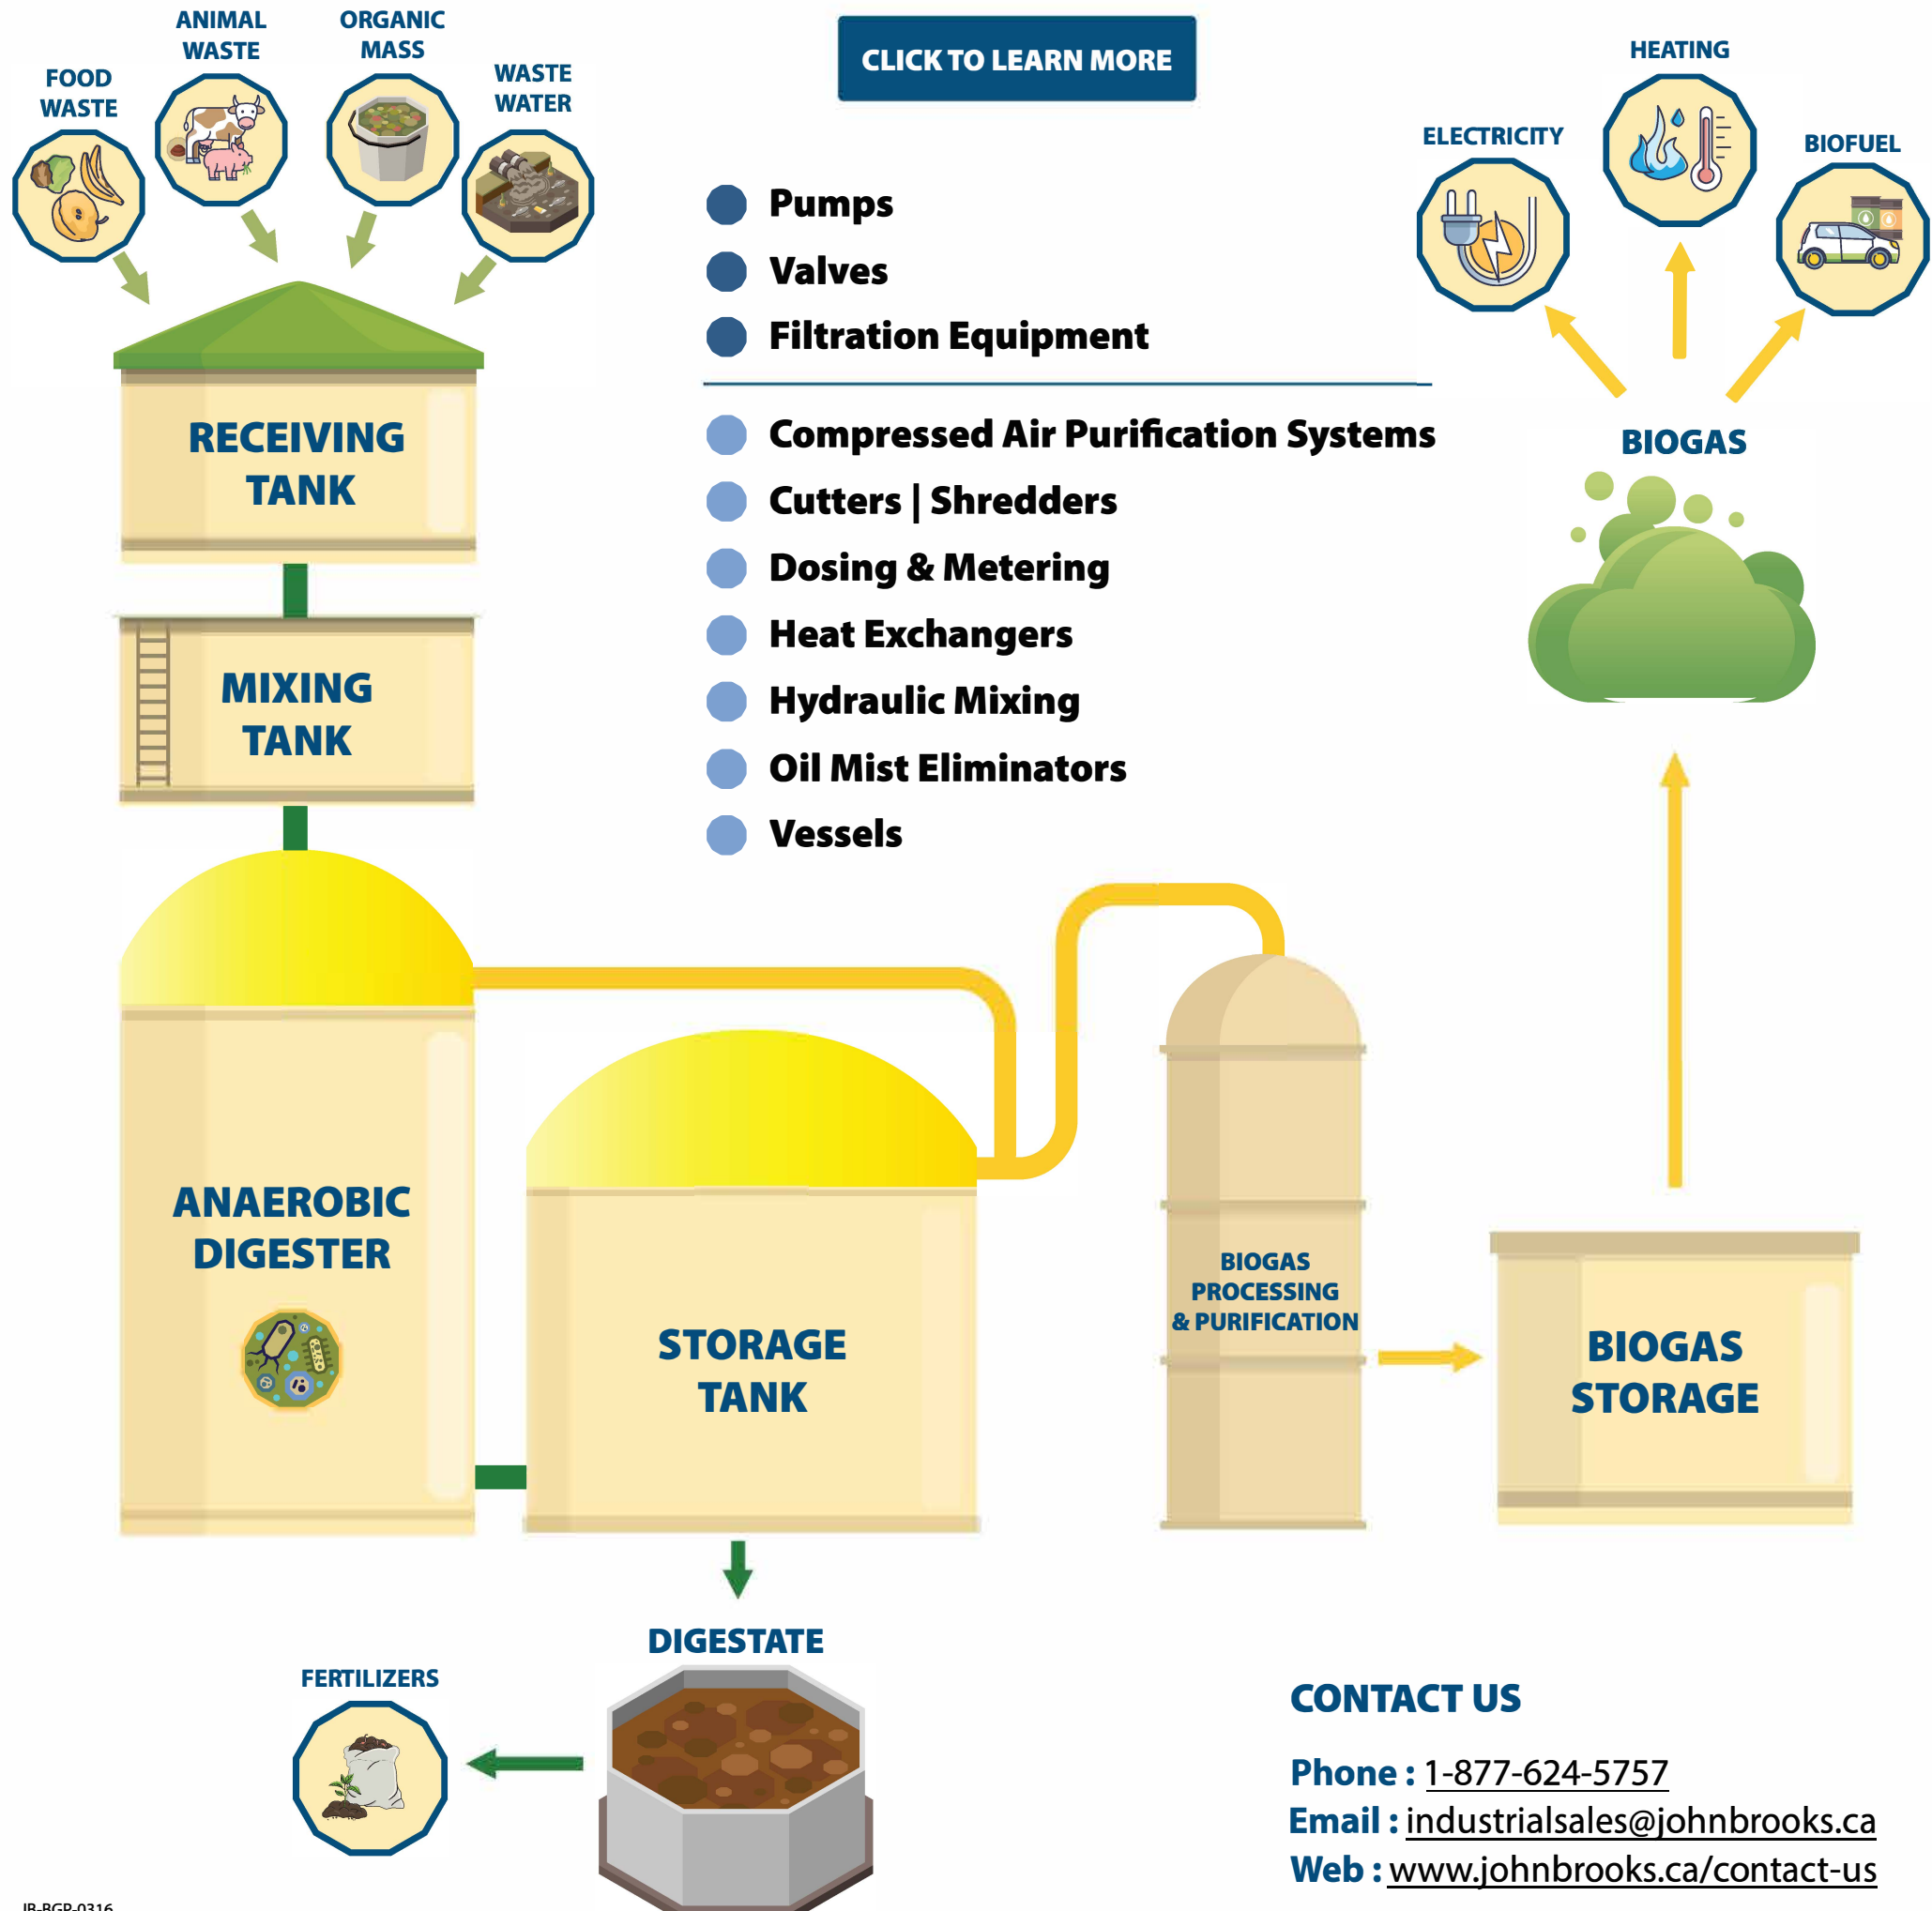 ANIMAL
WASTE
ORGANIC
MASS
FOOD
WASTE
WASTE
WATER
CLICK TO LEARN MORE
HEATING
ELECTRICITY
BIOFUEL
Pumps
Valves
Filtration Equipment
Compressed Air Purification Systems
Cutters | Shredders
Dosing & Metering
Heat Exchangers
Hydraulic Mixing
Oil Mist Eliminators
Vessels
RECEIVING
TANK
MIXING
TANK
BIOGAS
ANAEROBIC
DIGESTER
STORAGE
TANK
BIOGAS
PROCESSING
& PURIFICATION
BIOGAS
STORAGE
DIGESTATE
FERTILIZERS
CONTACT US
Phone : 1-877-624-5757
Email : industrialsales@johnbrooks.ca
Web : www.johnbrooks.ca/contact-us
JB-BGP-0316